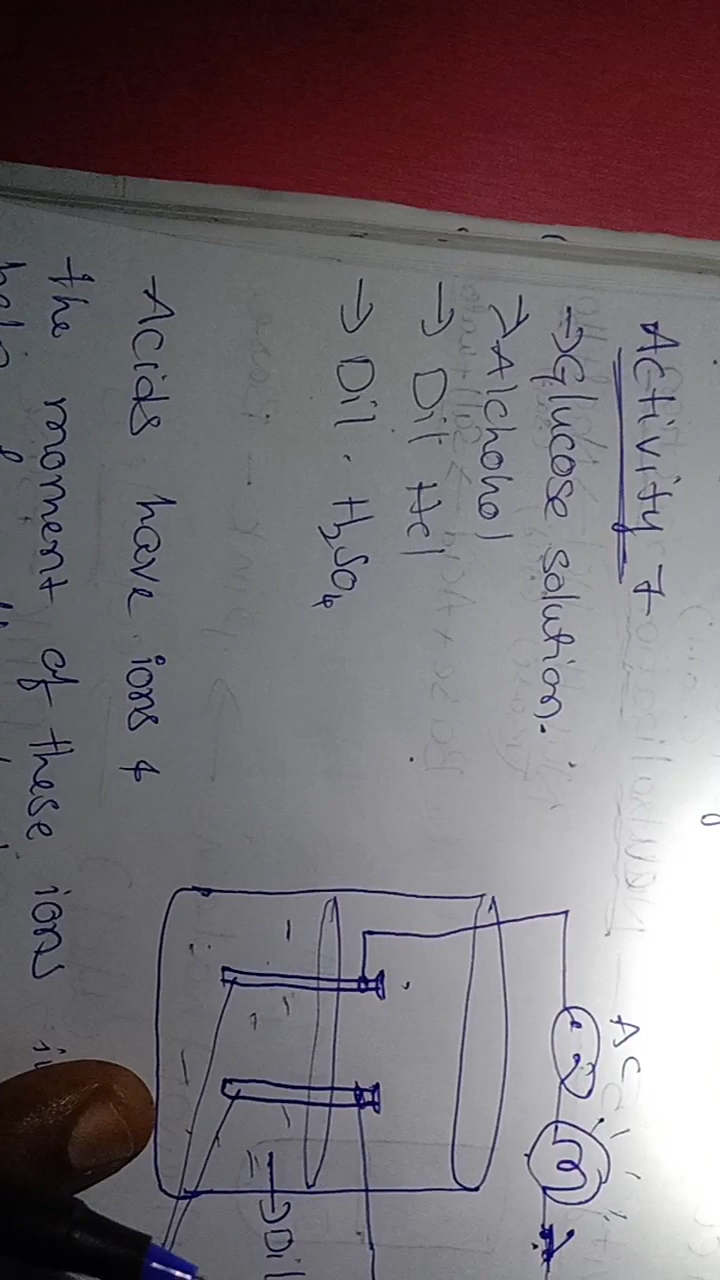 Activity 7
→ Glucose solution.
→ Alchohol
→ Dil Hcl
→ Dil. H₂SO₄
AC
→ Dil
Acids have ions &
the moment of these ions